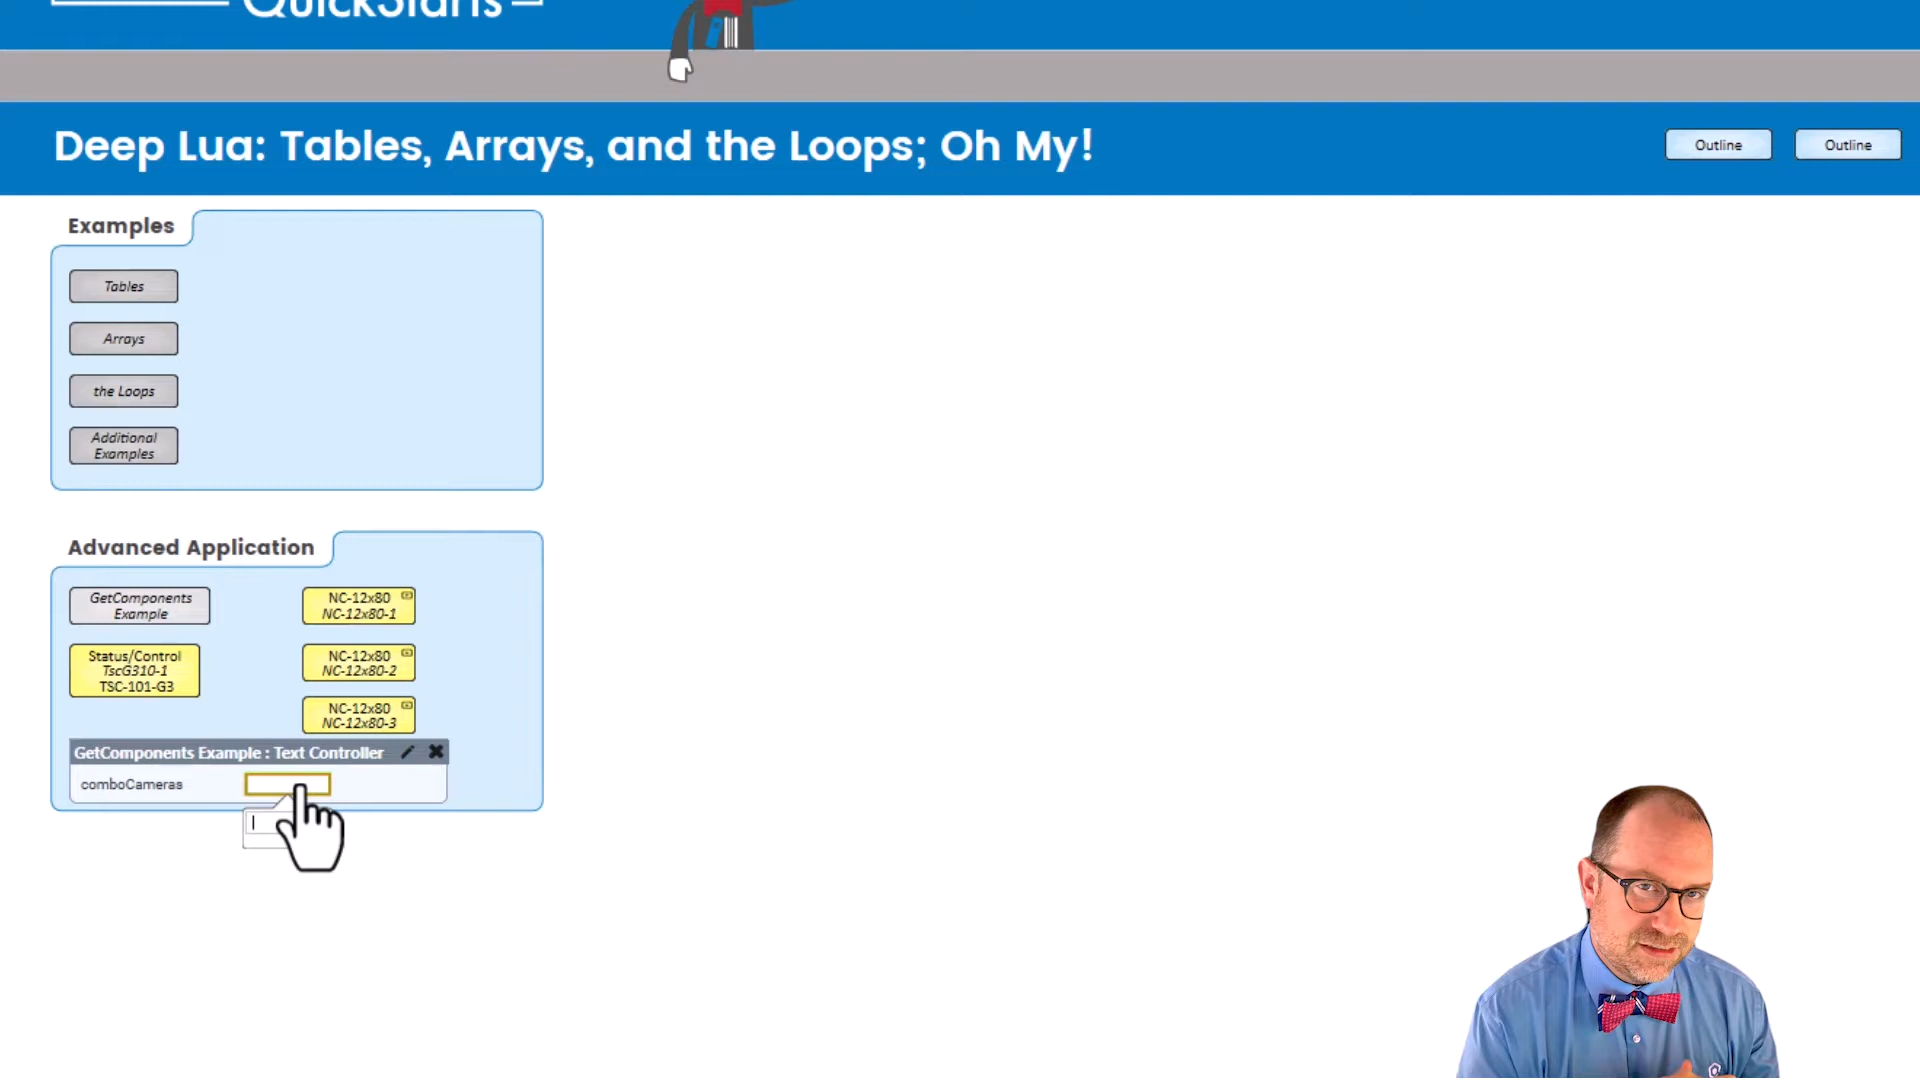 QuickStarts
Deep Lua: Tables, Arrays, and the Loops; Oh My!
Outline
Outline
Examples
Tables
Arrays
the Loops
Additional
Examples
Advanced Application
GetComponents
Example
NC-12x80
NC-12x80-1
Status/Control
TscG310-1
TSC-101-G3
NC-12x80
NC-12x80-2
NC-12x80
NC-12x80-3
GetComponents Example : Text Controller
comboCameras